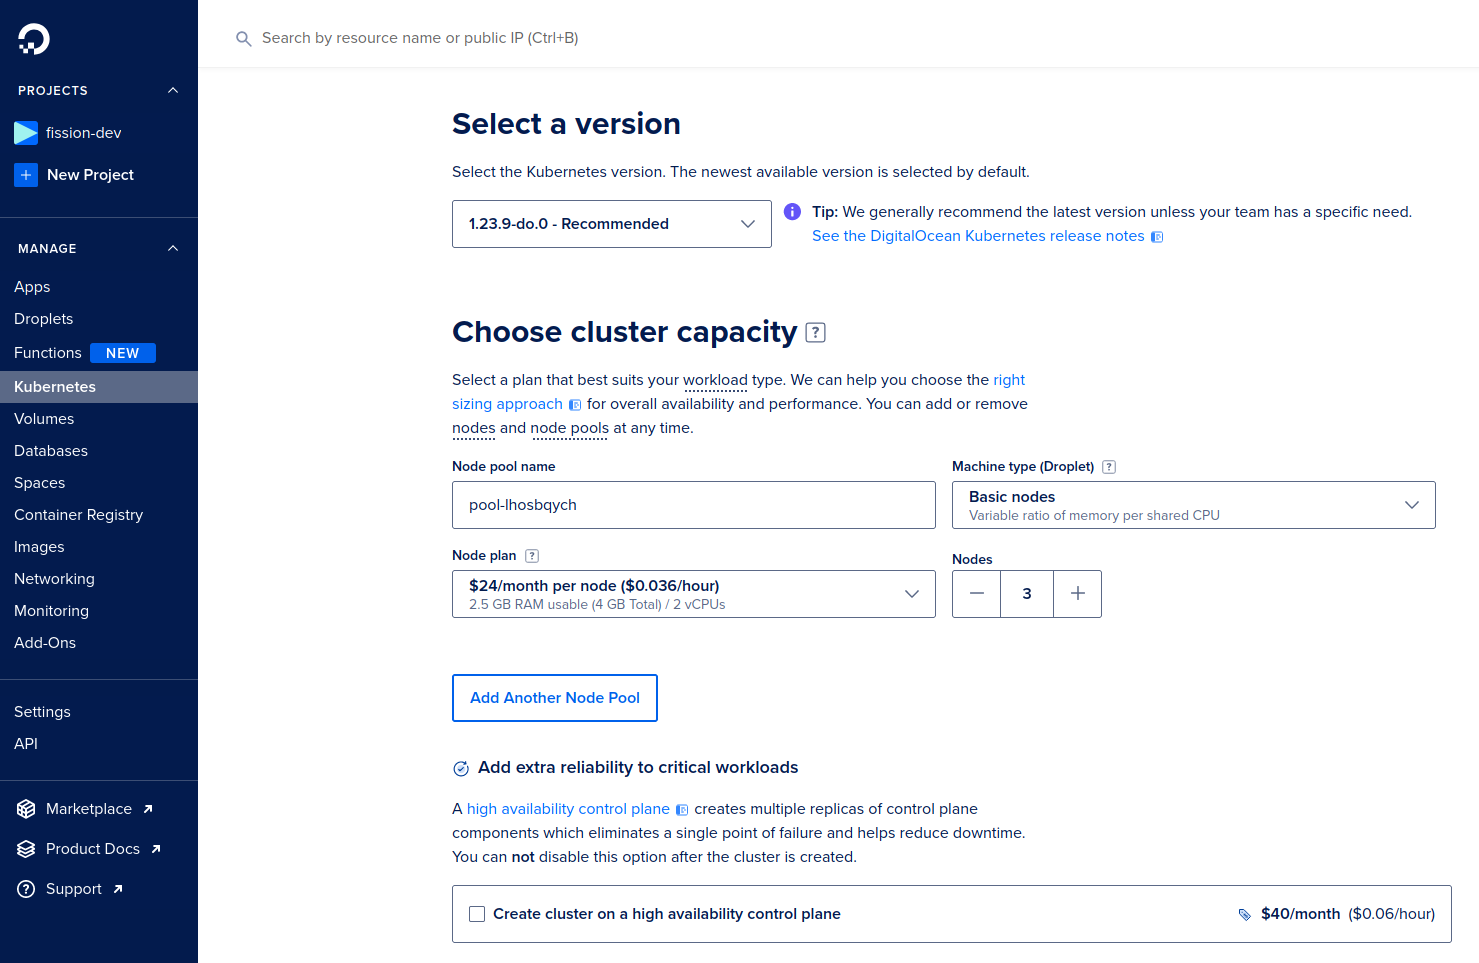 Search by resource name or public IP (Ctrl+B)
PROJECTS
fission-dev
New Project
MANAGE
Apps
Droplets
Functions NEW
Kubernetes
Volumes
Databases
Spaces
Container Registry
Images
Networking
Monitoring
Add-Ons
Settings
API
Marketplace
Product Docs
Support
Select a version
Select the Kubernetes version. The newest available version is selected by default.
1.23.9-do.0 - Recommended
Tip: We generally recommend the latest version unless your team has a specific need.
See the DigitalOcean Kubernetes release notes
Choose cluster capacity ?
Select a plan that best suits your workload type. We can help you choose the right
sizing approach for overall availability and performance. You can add or remove
nodes and node pools at any time.
Node pool name
pool-lhosbqych
Machine type (Droplet) ?
Basic nodes
Variable ratio of memory per shared CPU
Node plan ?
$24/month per node ($0.036/hour)
2.5 GB RAM usable (4 GB Total) / 2 vCPUs
Nodes
3
Add Another Node Pool
Add extra reliability to critical workloads
A high availability control plane creates multiple replicas of control plane
components which eliminates a single point of failure and helps reduce downtime.
You can not disable this option after the cluster is created.
Create cluster on a high availability control plane
$40/month ($0.06/hour)